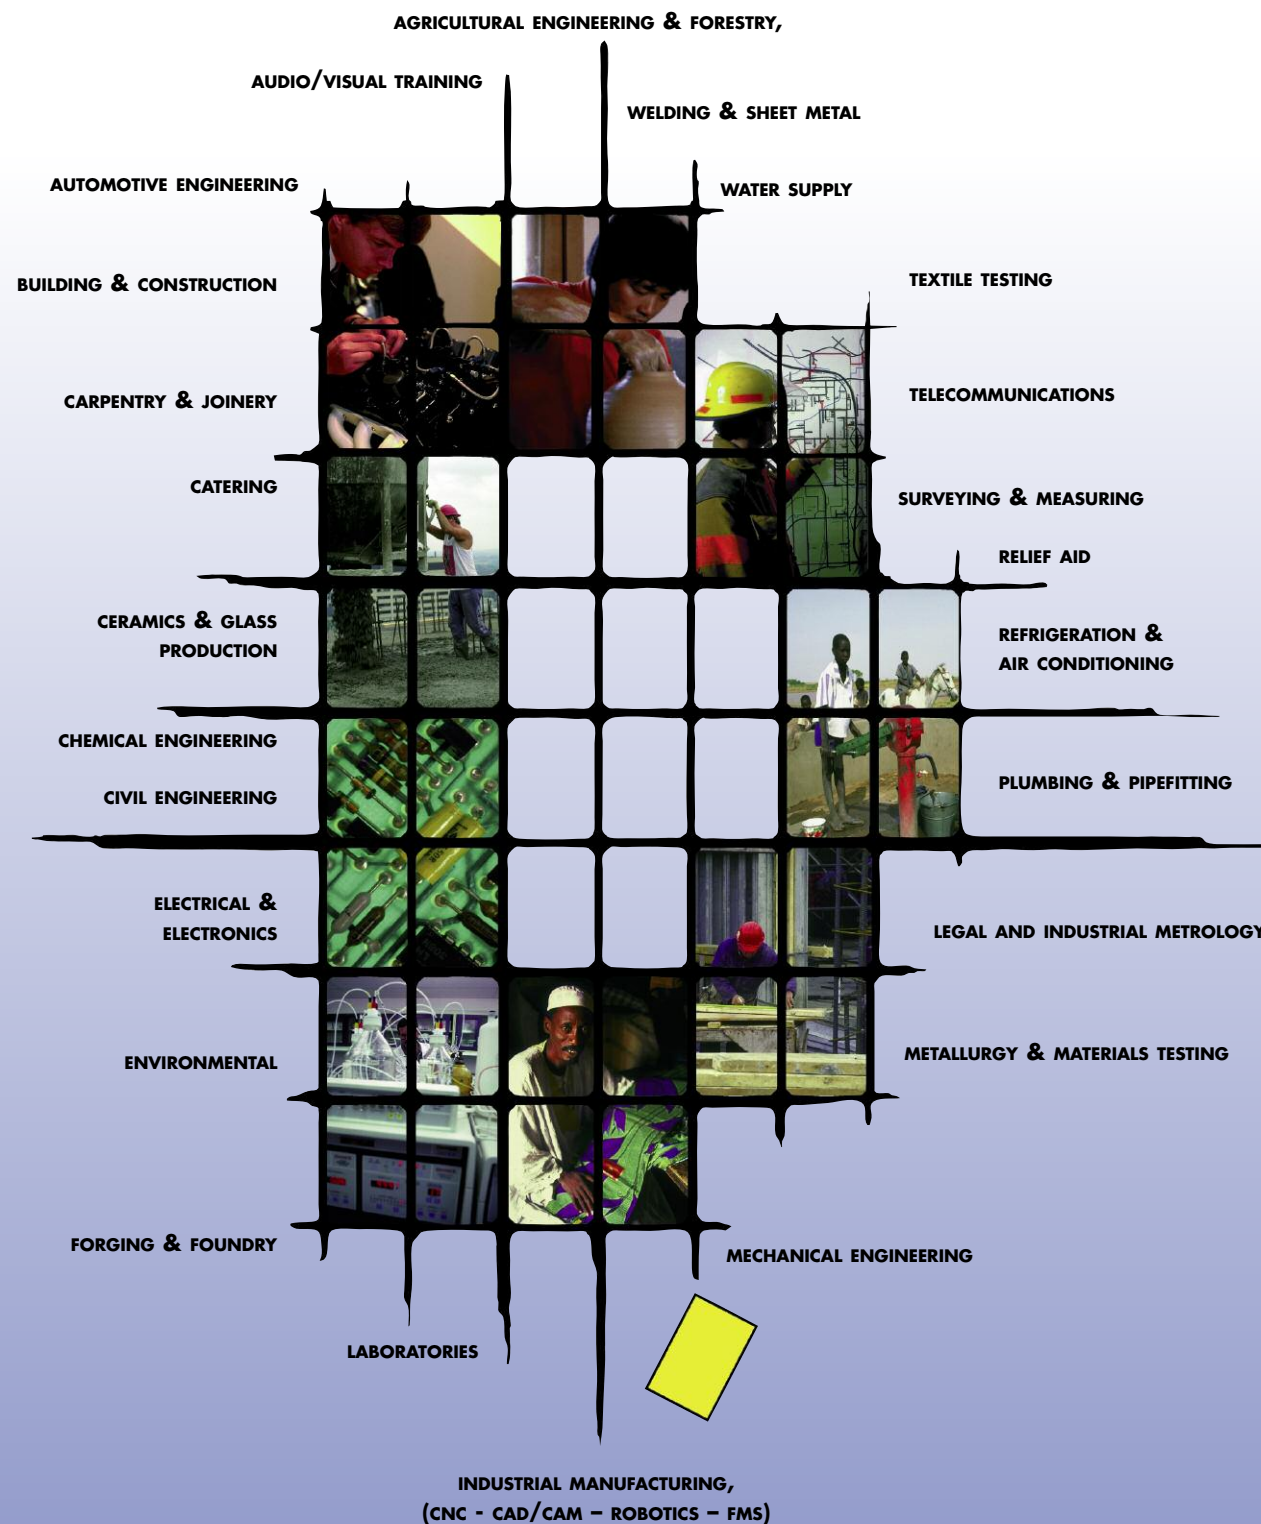 AGRICULTURAL ENGINEERING & FORESTRY,
AUDIO/VISUAL TRAINING
WELDING & SHEET METAL
AUTOMOTIVE ENGINEERING
WATER SUPPLY
BUILDING & CONSTRUCTION
TEXTILE TESTING
CARPENTRY & JOINERY
TELECOMMUNICATIONS
CATERING
SURVEYING & MEASURING
RELIEF AID
CERAMICS & GLASS
PRODUCTION
REFRIGERATION &
AIR CONDITIONING
CHEMICAL ENGINEERING
CIVIL ENGINEERING
PLUMBING & PIPEFITTING
ELECTRICAL &
ELECTRONICS
LEGAL AND INDUSTRIAL METROLOGY
ENVIRONMENTAL
METALLURGY & MATERIALS TESTING
FORGING & FOUNDRY
MECHANICAL ENGINEERING
LABORATORIES
INDUSTRIAL MANUFACTURING,
(CNC - CAD/CAM – ROBOTICS – FMS)